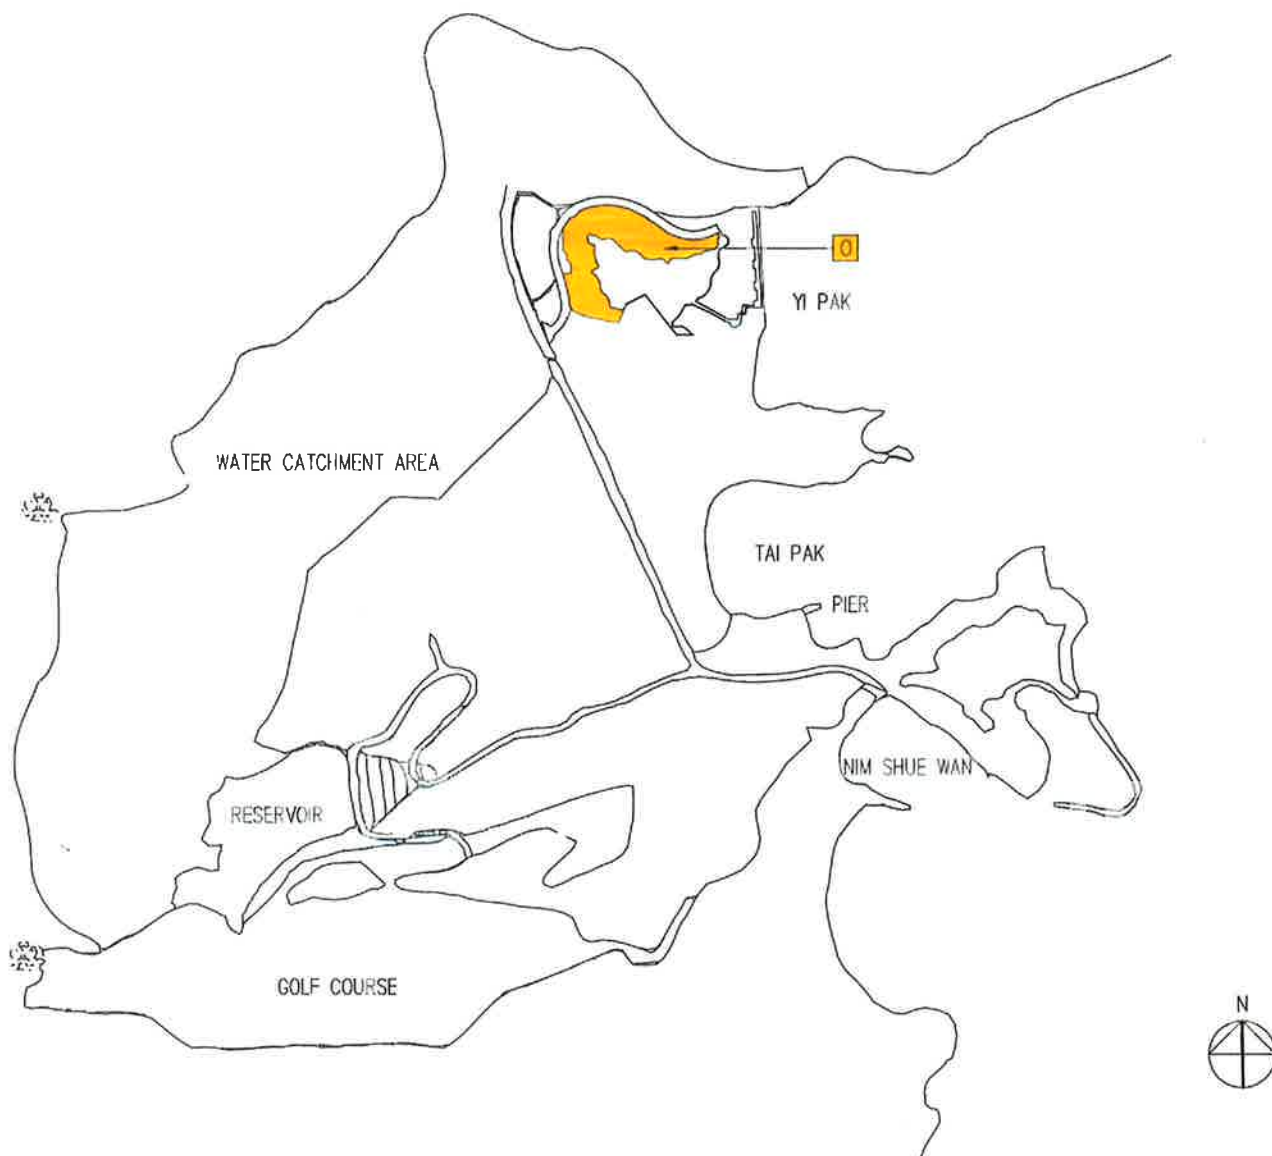 O
YI PAK
WATER CATCHMENT AREA
TAI PAK
PIER
NIM SHUE WAN
RESERVOIR
GOLF COURSE
N